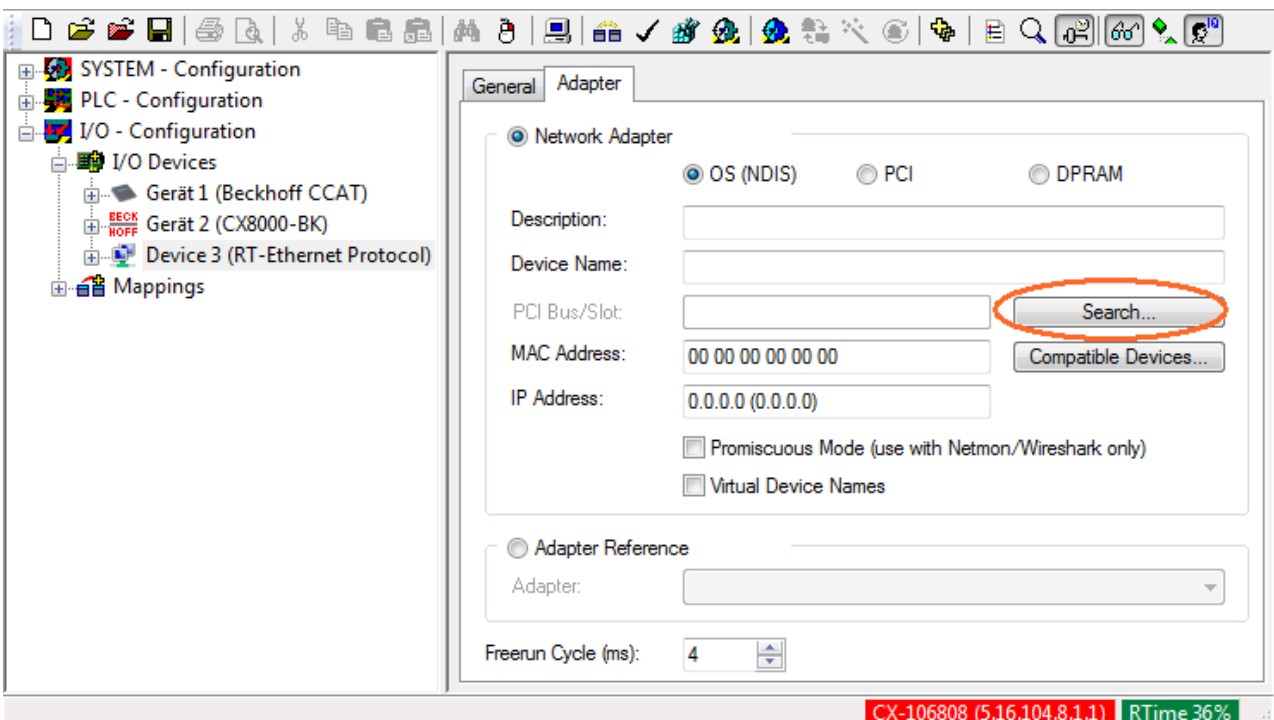 SYSTEM - Configuration
PLC - Configuration
I/O - Configuration
I/O Devices
Gerät 1 (Beckhoff CCAT)
BECK
HOFF
Gerät 2 (CX8000-BK)
Device 3 (RT-Ethernet Protocol)
Mappings
General
Adapter
Network Adapter
OS (NDIS)
PCI
DPRAM
Description:
Device Name:
PCI Bus/Slot:
Search...
MAC Address:
00 00 00 00 00 00
Compatible Devices...
IP Address:
0.0.0.0 (0.0.0.0)
Promiscuous Mode (use with Netmon/Wireshark only)
Virtual Device Names
Adapter Reference
Adapter:
Freerun Cycle (ms):
4
CX-106808 (5.16.104.8.1.1)
RTime 36%